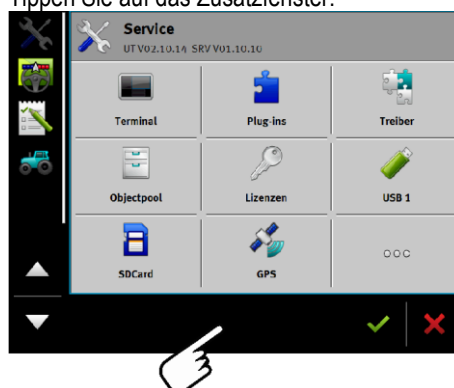 Tippen Sie auf das Zusatzfenster.
Service
UT V02.10.14 SRV V01.10.10
Terminal
Plug-ins
Treiber
Objectpool
Lizenzen
USB 1
SDCard
GPS